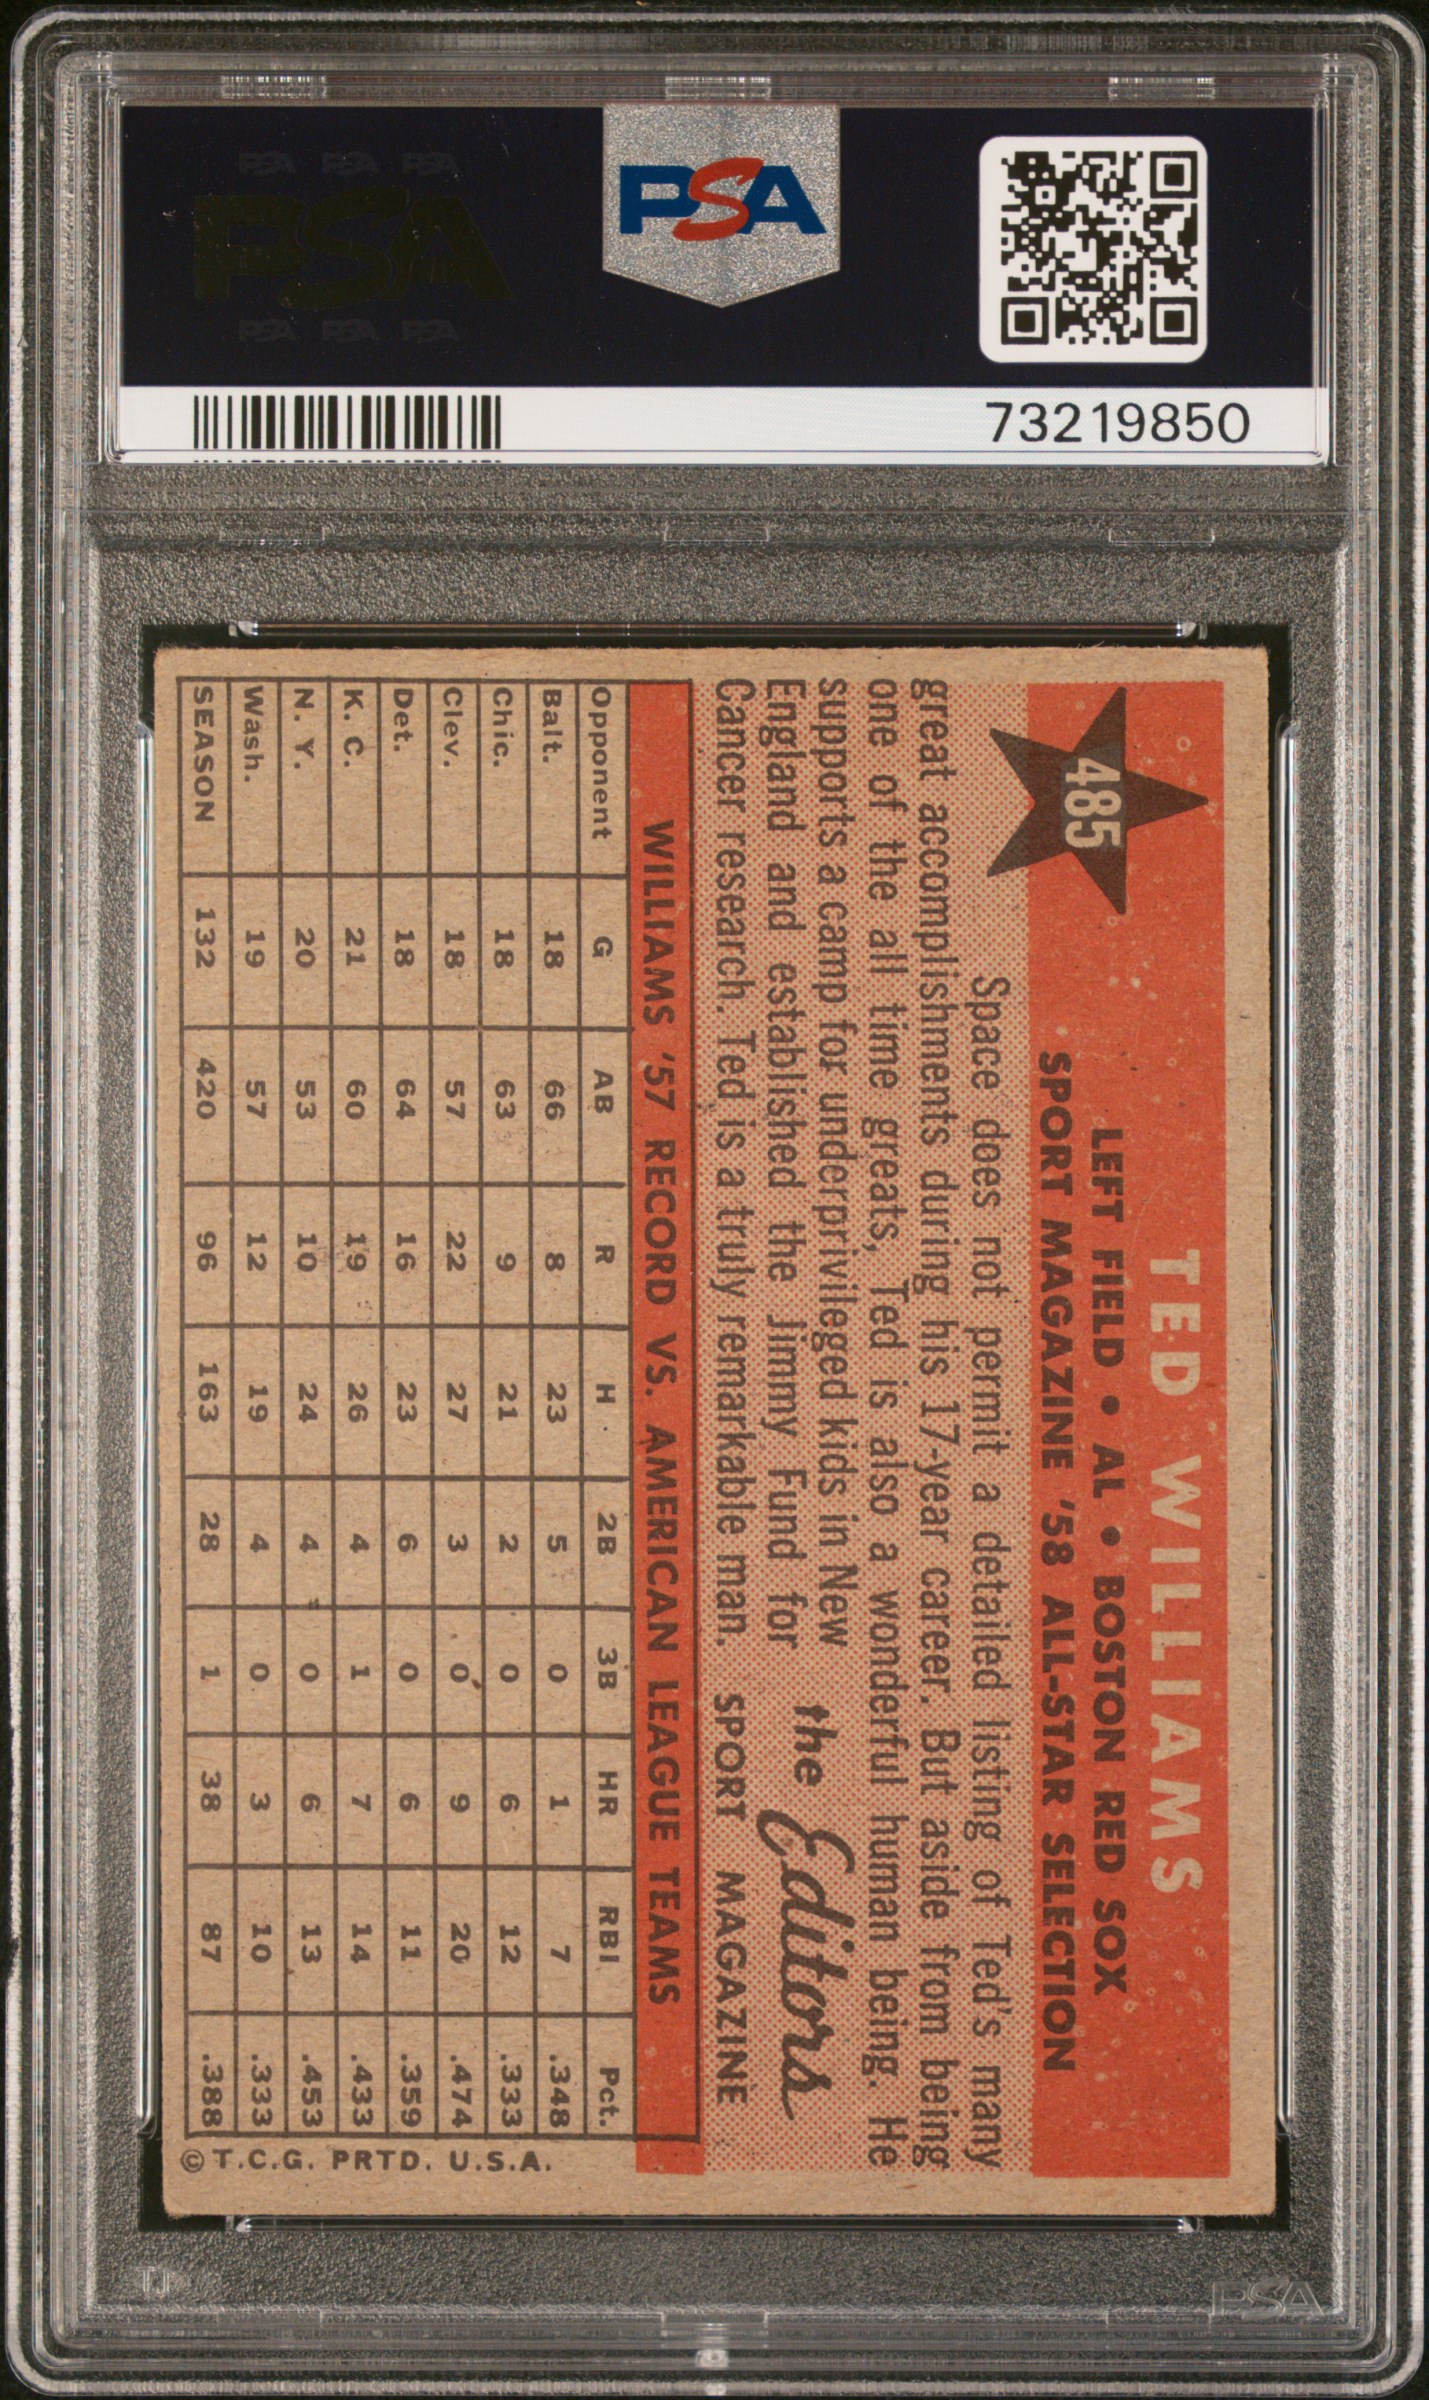 PSA PSA PSA
PSA
PSA PSA PSA
PSA
73219850
485
TED WILLIAMS
LEFT FIELD • AL • BOSTON RED SOX
SPORT MAGAZINE '58 ALL-STAR SELECTION
Space does not permit a detailed listing of Ted's many
great accomplishments during his 17-year career. But aside from being
one of the all time greats, Ted is also a wonderful human being. He
supports a camp for underprivileged kids in New
England and established the Jimmy Fund for
Cancer research. Ted is a truly remarkable man.
the Editors
SPORT MAGAZINE
WILLIAMS '57 RECORD VS. AMERICAN LEAGUE TEAMS
Opponent G AB R H 2B 3B HR RBI Pct.
Balt. 18 66 8 23 5 0 1 7 .348
Chic. 18 63 9 21 2 0 6 12 .333
Clev. 18 57 22 27 3 0 9 20 .474
Det. 18 64 16 23 6 0 6 11 .359
K. C. 21 60 19 26 4 1 7 14 .433
N. Y. 20 53 10 24 4 0 6 13 .453
Wash. 19 57 12 19 4 0 3 10 .333
SEASON 132 420 96 163 28 1 38 87 .388
© T.C.G. PRTD. U.S.A.
PSA